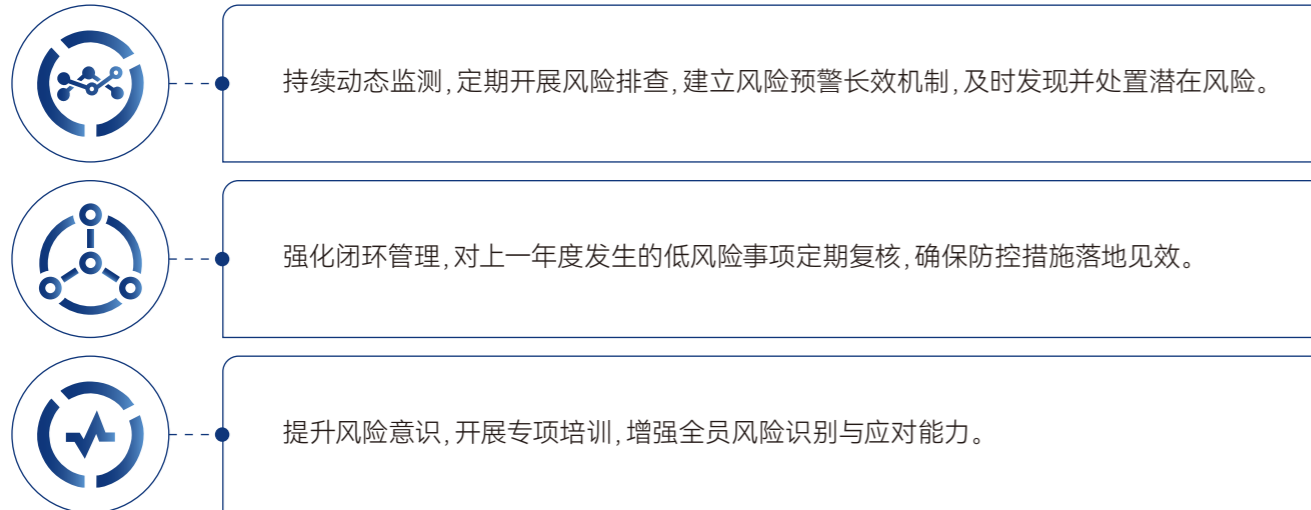 持续动态监测,定期开展风险排查,建立风险预警长效机制,及时发现并处置潜在风险。
强化闭环管理,对上一年度发生的低风险事项定期复核,确保防控措施落地见效。
提升风险意识,开展专项培训,增强全员风险识别与应对能力。